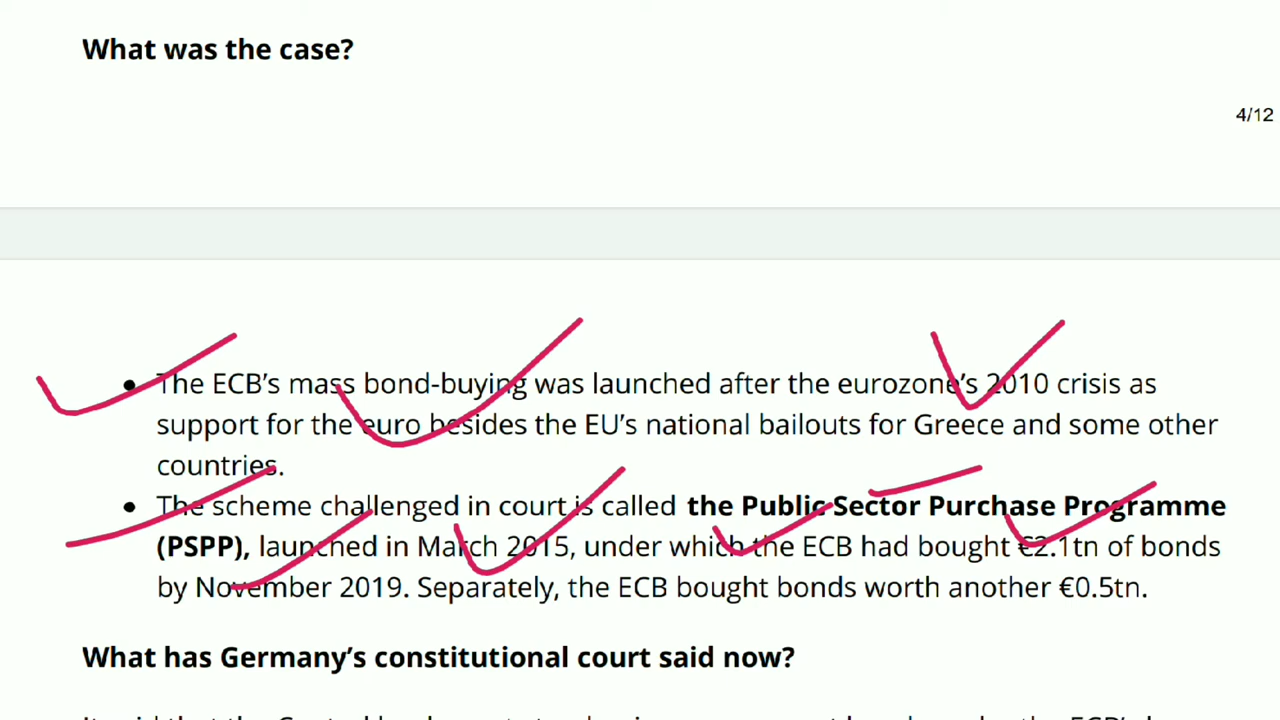 What was the case?
4/12
The ECB's mass bond-buying was launched after the eurozone's 2010 crisis as
support for the euro besides the EU's national bailouts for Greece and some other
countries.
The scheme challenged in court is called the Public Sector Purchase Programme
(PSPP), launched in March 2015, under which the ECB had bought €2.1tn of bonds
by November 2019. Separately, the ECB bought bonds worth another €0.5tn.
What has Germany's constitutional court said now?